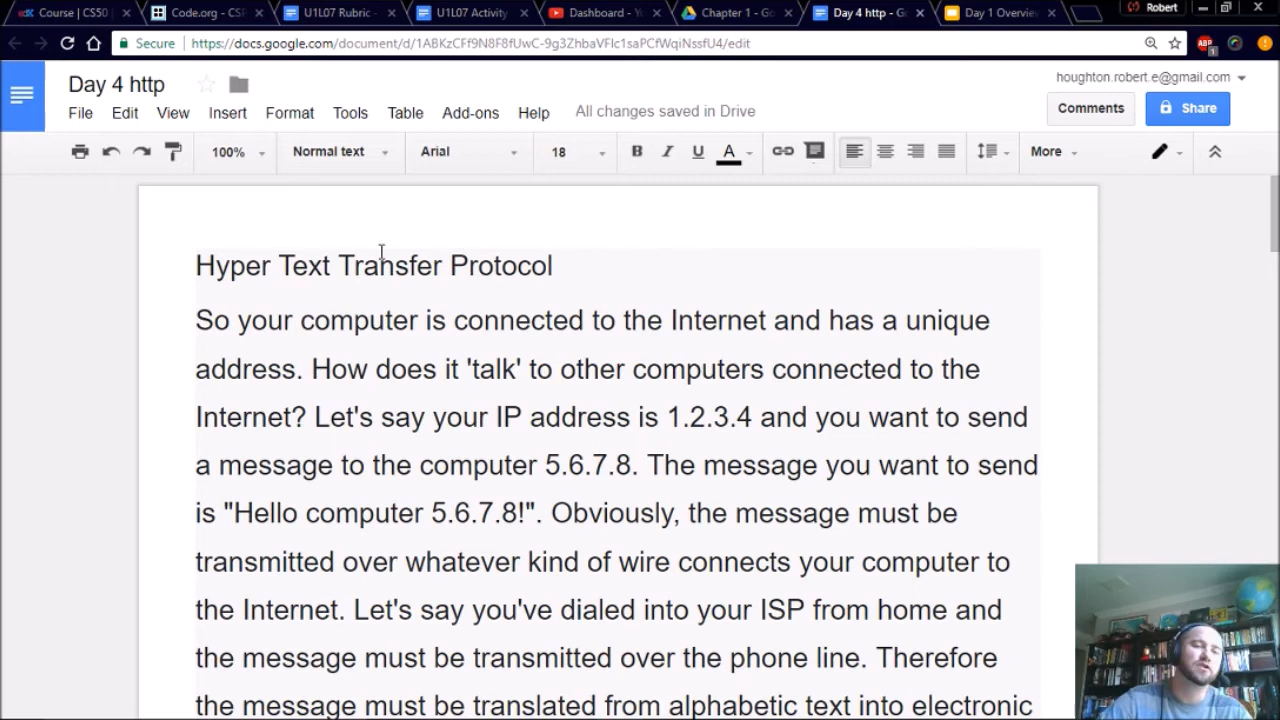 Course | CS50
Code.org - CSP
U1L07 Rubric -
U1L07 Activity
Dashboard - Y
Chapter 1 - Go
Day 4 http - G
Day 1 Overvie
Robert
Secure https://docs.google.com/document/d/1ABKzCFf9N8F8fUwC-9g3ZhbaVFIc1saPCfWqiNssfU4/edit
Day 4 http
houghton.robert.e@gmail.com
File Edit View Insert Format Tools Table Add-ons Help All changes saved in Drive
Comments Share
100% Normal text Arial 18 B I U A More
Hyper Text Transfer Protocol
So your computer is connected to the Internet and has a unique
address. How does it 'talk' to other computers connected to the
Internet? Let's say your IP address is 1.2.3.4 and you want to send
a message to the computer 5.6.7.8. The message you want to send
is "Hello computer 5.6.7.8!". Obviously, the message must be
transmitted over whatever kind of wire connects your computer to
the Internet. Let's say you've dialed into your ISP from home and
the message must be transmitted over the phone line. Therefore
the message must be translated from alphabetic text into electronic